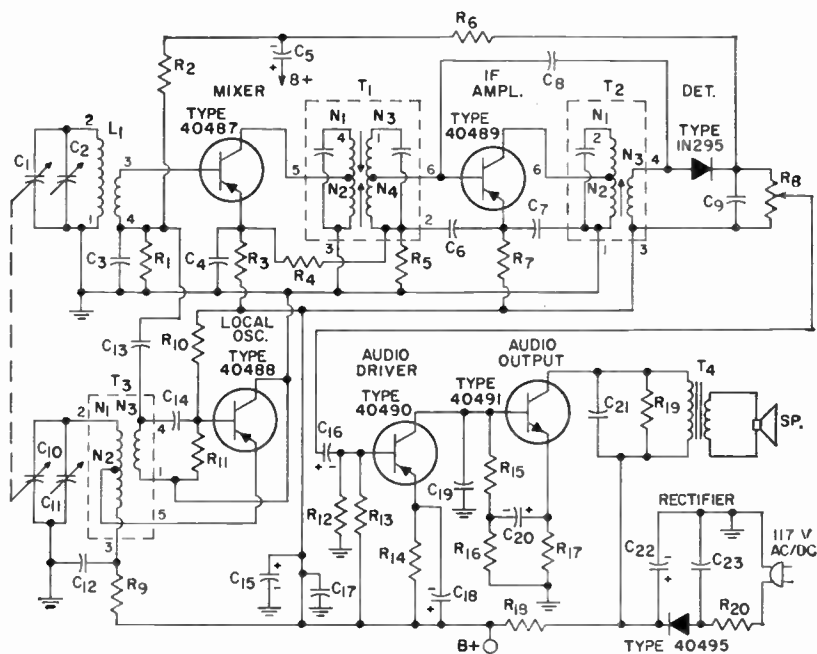 R6
C5
B+
R2
C8
MIXER
TYPE
40487
T1
N1
4
N3
1
N2
N4
5
6
3
2
IF
AMPL.
TYPE
40489
T2
N1
2
N2
N3
4
6
1
3
DET.
TYPE
1N295
R8
C9
L1
2
3
1
4
C1
C2
C3
R1
C4
R3
R4
R5
C6
C7
R7
C13
R10
LOCAL
OSC.
TYPE
40488
T3
N1
N3
2
4
N2
1
5
3
C14
R11
C10
C11
C12
R9
AUDIO
DRIVER
TYPE
40490
AUDIO
OUTPUT
TYPE
40491
C16
R12
R13
R14
C19
R15
R16
C20
R17
C18
C15
C17
C21
R19
T4
SP.
RECTIFIER
117 V
AC/DC
C22
C23
R20
R18
B+
TYPE 40495